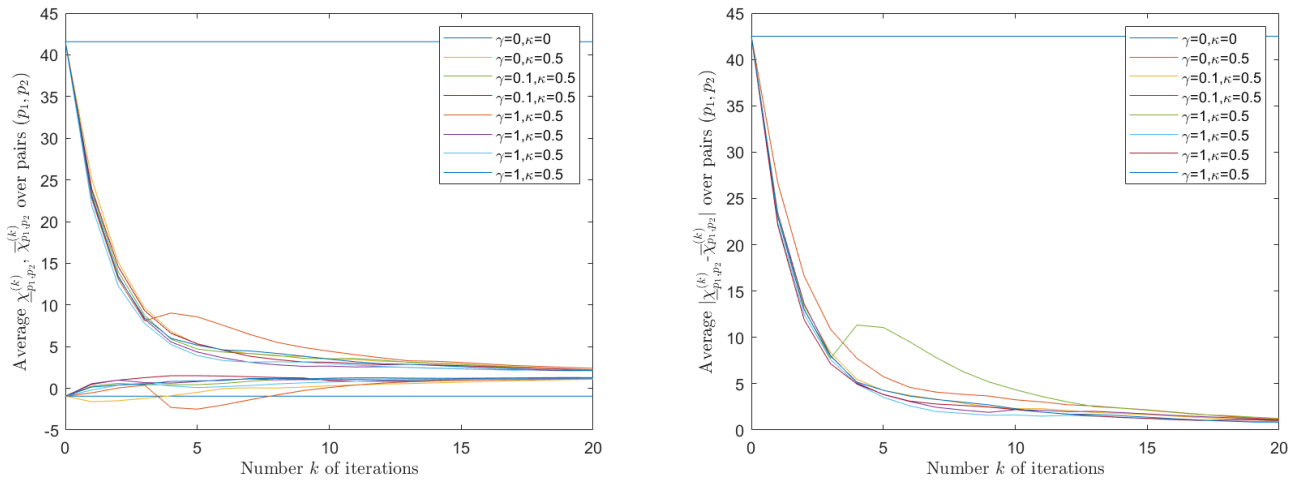 45
40
35
30
25
20
15
10
5
0
-5
0
5
10
15
20
Number k of iterations
Average χ̲^{(k)}_{p₁,p₂}, χ̅^{(k)}_{p₁,p₂} over pairs (p₁, p₂)
γ=0,κ=0
γ=0,κ=0.5
γ=0.1,κ=0.5
γ=0.1,κ=0.5
γ=1,κ=0.5
γ=1,κ=0.5
γ=1,κ=0.5
γ=1,κ=0.5
45
40
35
30
25
20
15
10
5
0
0
5
10
15
20
Number k of iterations
Average |χ̲^{(k)}_{p₁,p₂}-χ̅^{(k)}_{p₁,p₂}| over pairs (p₁, p₂)
γ=0,κ=0
γ=0,κ=0.5
γ=0.1,κ=0.5
γ=0.1,κ=0.5
γ=1,κ=0.5
γ=1,κ=0.5
γ=1,κ=0.5
γ=1,κ=0.5